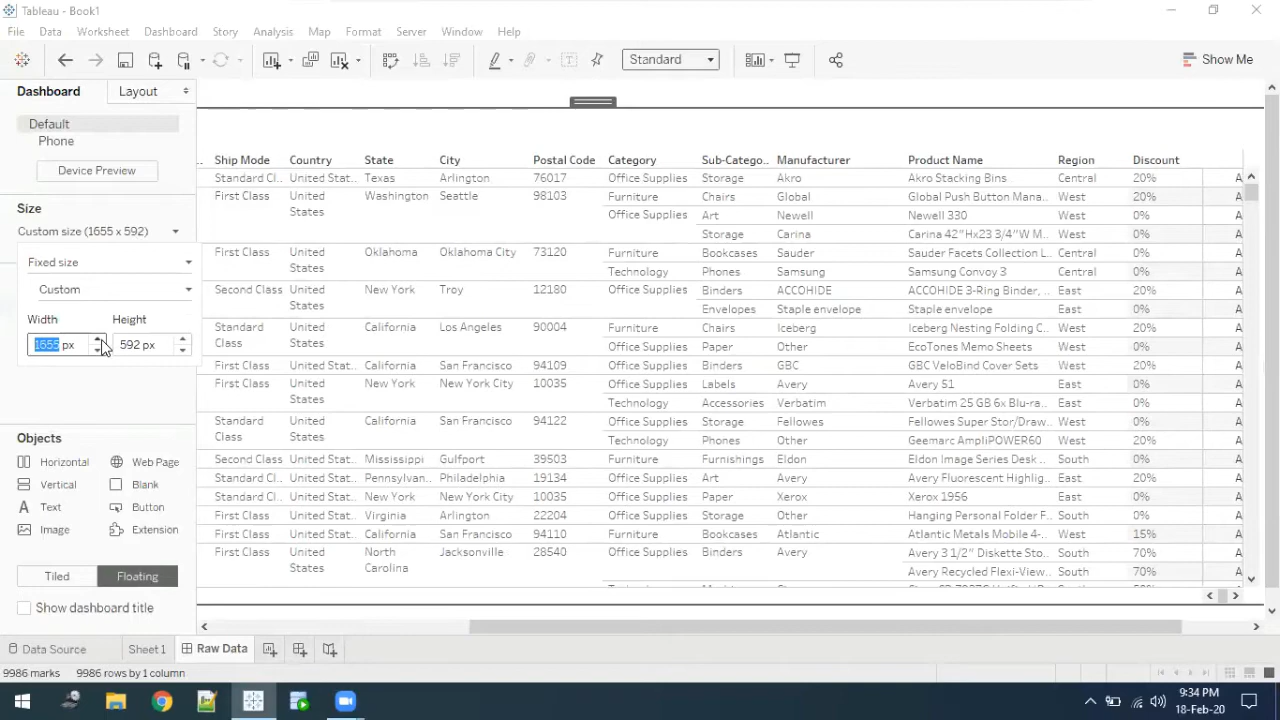 Tableau - Book1
File Data Worksheet Dashboard Story Analysis Map Format Server Window Help
Standard
Show Me
Dashboard Layout
Default
Phone
Device Preview
Size
Custom size (1655 x 592)
Fixed size
Custom
Width Height
1655 px 592 px
Objects
Horizontal Web Page
Vertical Blank
Text Button
Image Extension
Tiled Floating
Show dashboard title
Ship Mode Country State City Postal Code Category Sub-Catego.. Manufacturer Product Name Region Discount
Standard Cl.. United Stat.. Texas Arlington 76017 Office Supplies Storage Akro Akro Stacking Bins Central 20% A
First Class United States Washington Seattle 98103 Furniture Chairs Global Global Push Button Mana.. West 20% A
Office Supplies Art Newell Newell 330 West 0% A
Storage Carina Carina 42"Hx23 3/4"W M.. West 0% A
First Class United States Oklahoma Oklahoma City 73120 Furniture Bookcases Sauder Sauder Facets Collection L.. Central 0% A
Technology Phones Samsung Samsung Convoy 3 Central 0% A
Second Class United States New York Troy 12180 Office Supplies Binders ACCOHIDE ACCOHIDE 3-Ring Binder, .. East 20% A
Envelopes Staple envelope Staple envelope East 0% A
Standard Class United States California Los Angeles 90004 Furniture Chairs Iceberg Iceberg Nesting Folding C.. West 20% A
Office Supplies Paper Other EcoTones Memo Sheets West 0% A
First Class United Stat.. California San Francisco 94109 Office Supplies Binders GBC GBC VeloBind Cover Sets West 20% A
First Class United States New York New York City 10035 Office Supplies Labels Avery Avery 51 East 0% A
Technology Accessories Verbatim Verbatim 25 GB 6x Blu-ra.. East 0% A
Standard Class United States California San Francisco 94122 Office Supplies Storage Fellowes Fellowes Super Stor/Draw.. West 0% A
Technology Phones Other Geemarc AmpliPOWER60 West 20% A
Second Class United Stat.. Mississippi Gulfport 39503 Furniture Furnishings Eldon Eldon Image Series Desk .. South 0% A
Standard Cl.. United Stat.. Pennsylvan.. Philadelphia 19134 Office Supplies Art Avery Avery Fluorescent Highlig.. East 20% A
Standard Cl.. United Stat.. New York New York City 10035 Office Supplies Paper Xerox Xerox 1956 East 0% A
First Class United Stat.. Virginia Arlington 22204 Office Supplies Storage Other Hanging Personal Folder F.. South 0% A
First Class United Stat.. California San Francisco 94110 Furniture Bookcases Atlantic Atlantic Metals Mobile 4-.. West 15% A
First Class United States North Carolina Jacksonville 28540 Office Supplies Binders Avery Avery 3 1/2" Diskette Sto.. South 70% A
Avery Recycled Flexi-View.. South 70% A
Data Source Sheet 1 Raw Data
9986 marks 9986 rows by 1 column
9:34 PM
18-Feb-20